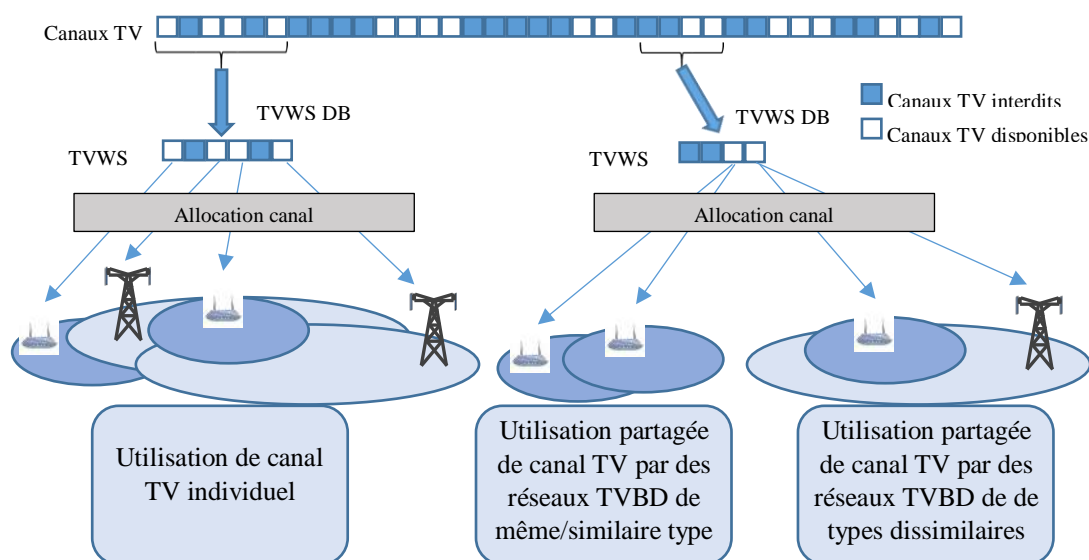 Canaux TV
TVWS DB
TVWS DB
Canaux TV interdits
Canaux TV disponibles
TVWS
TVWS
Allocation canal
Allocation canal
Utilisation de canal
TV individuel
Utilisation partagée
de canal TV par des
réseaux TVBD de
même/similaire type
Utilisation partagée
de canal TV par des
réseaux TVBD de de
types dissimilaires